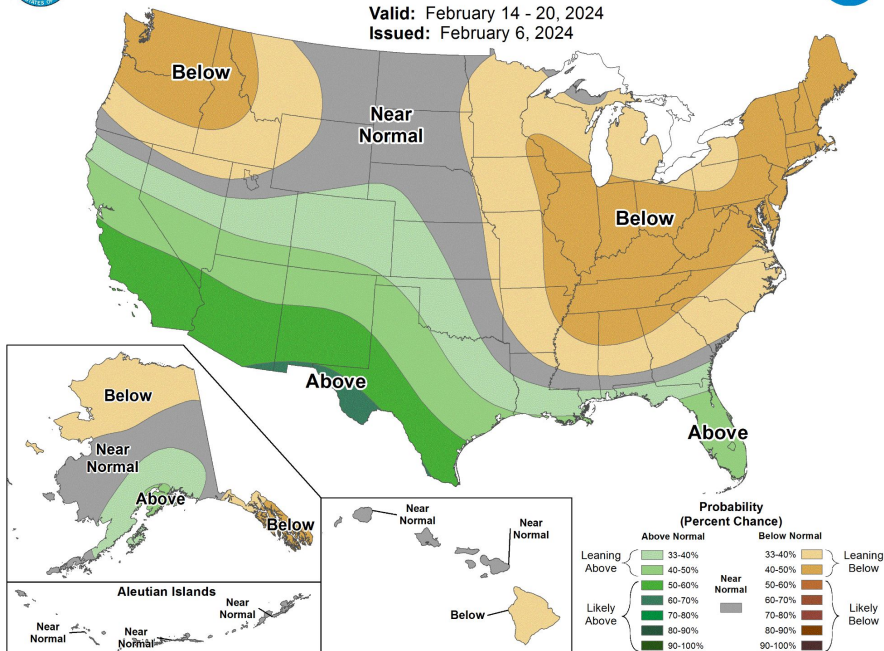 Valid: February 14 - 20, 2024
Issued: February 6, 2024
Below
Near
Normal
Below
Above
Above
Below
Near
Normal
Above
Below
Aleutian Islands
Near
Normal
Near
Normal
Near
Normal
Near
Normal
Near
Normal
Below
Probability
(Percent Chance)
Above Normal
Below Normal
Leaning
Above
33-40%
40-50%
50-60%
60-70%
70-80%
80-90%
90-100%
Likely
Above
Near
Normal
33-40%
40-50%
50-60%
60-70%
70-80%
80-90%
90-100%
Leaning
Below
Likely
Below